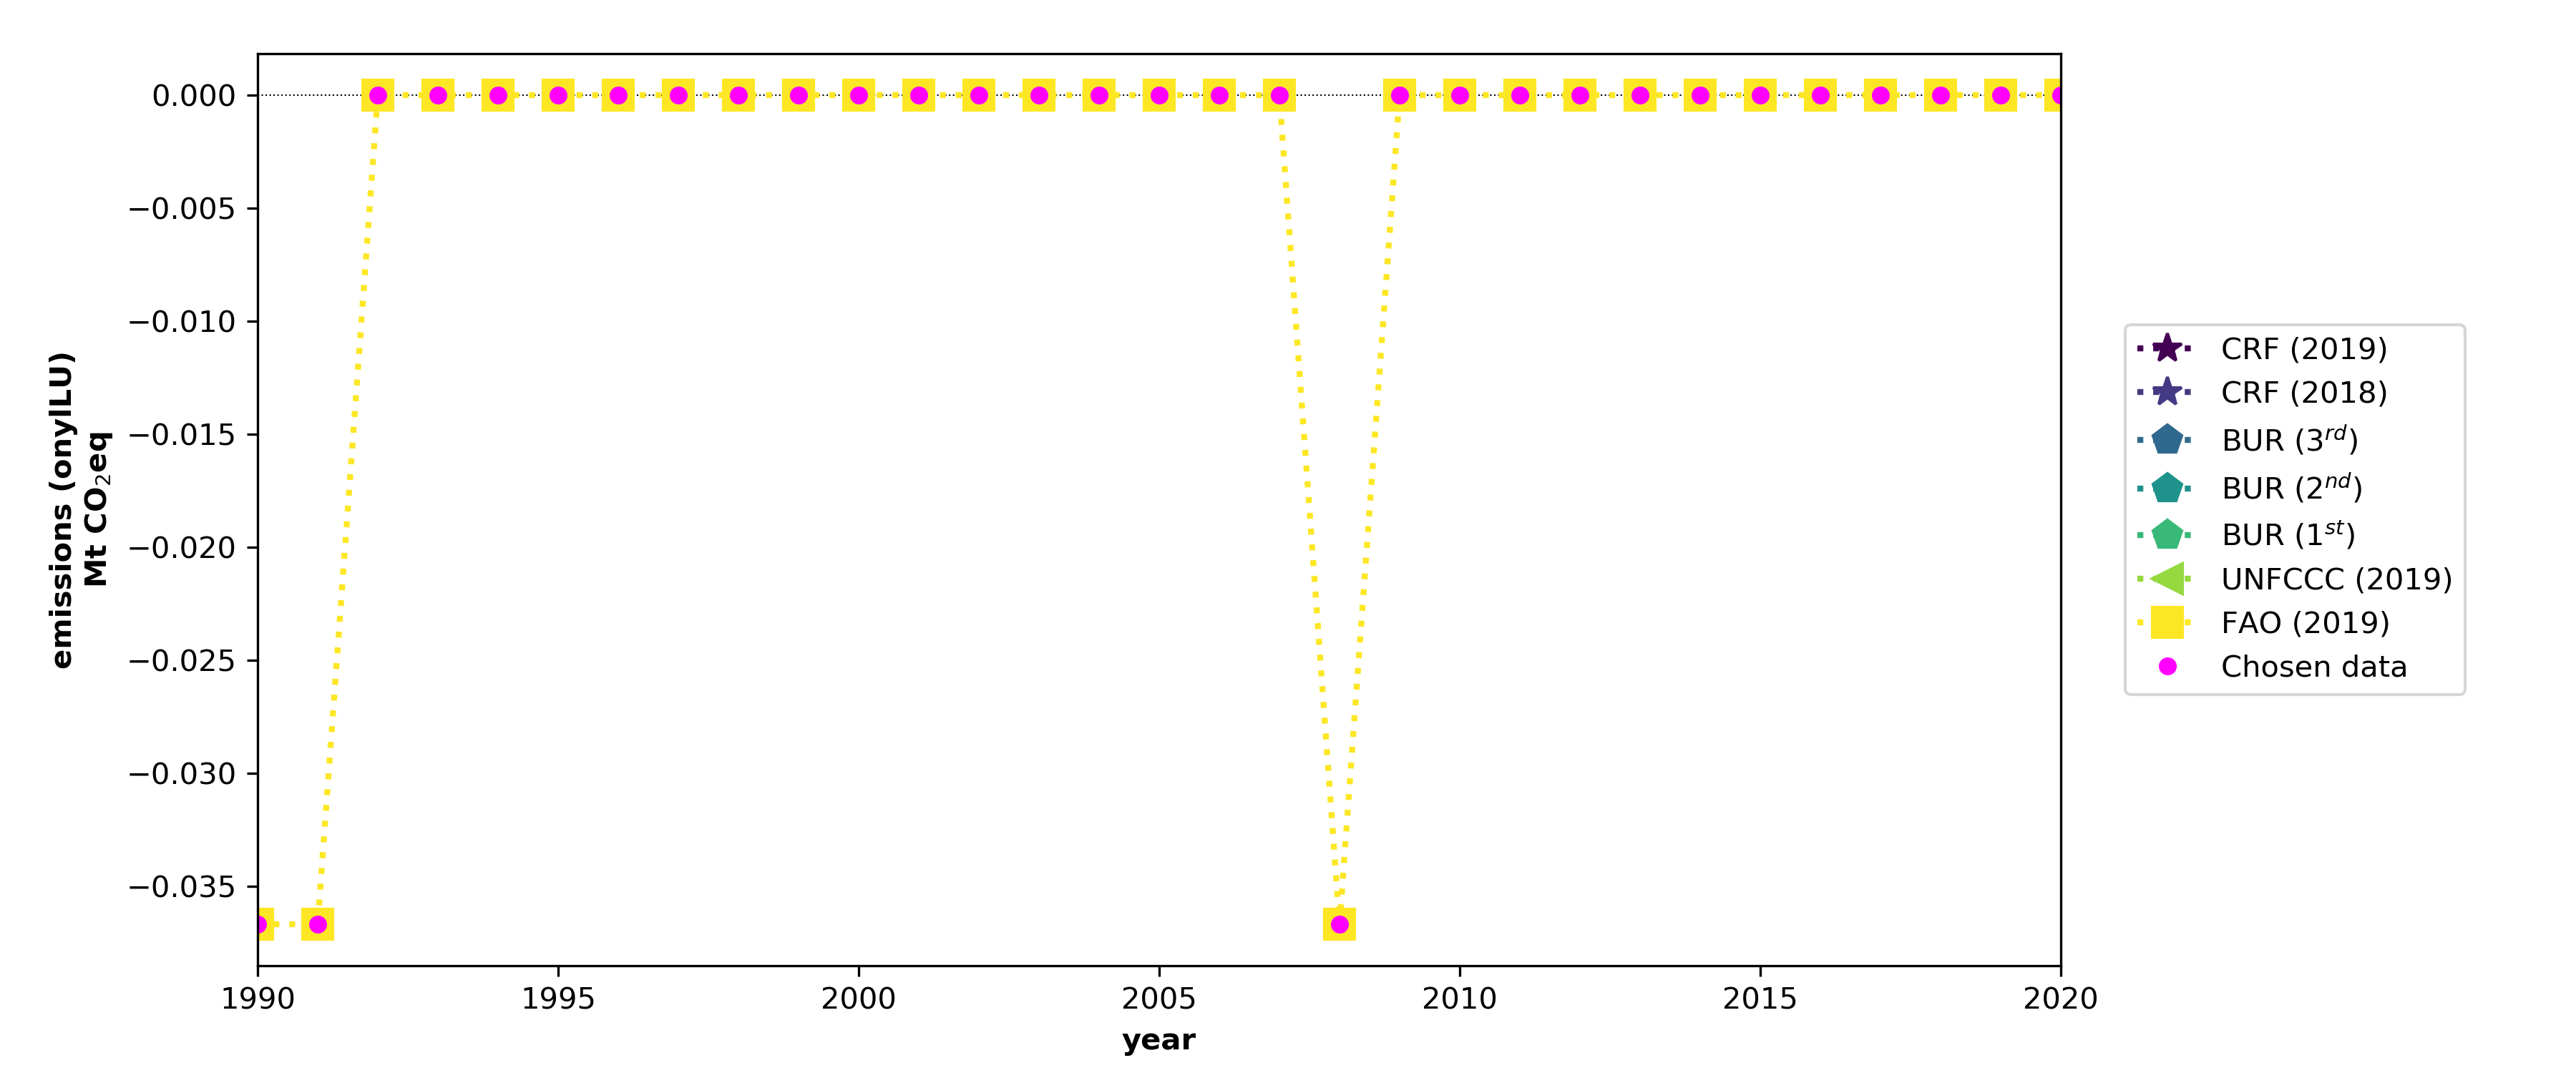 emissions (onylLU)
Mt CO₂eq
0.000
−0.005
−0.010
−0.015
−0.020
−0.025
−0.030
−0.035
1990 1995 2000 2005 2010 2015 2020
year
CRF (2019)
CRF (2018)
BUR (3ʳᵈ)
BUR (2ⁿᵈ)
BUR (1ˢᵗ)
UNFCCC (2019)
FAO (2019)
Chosen data